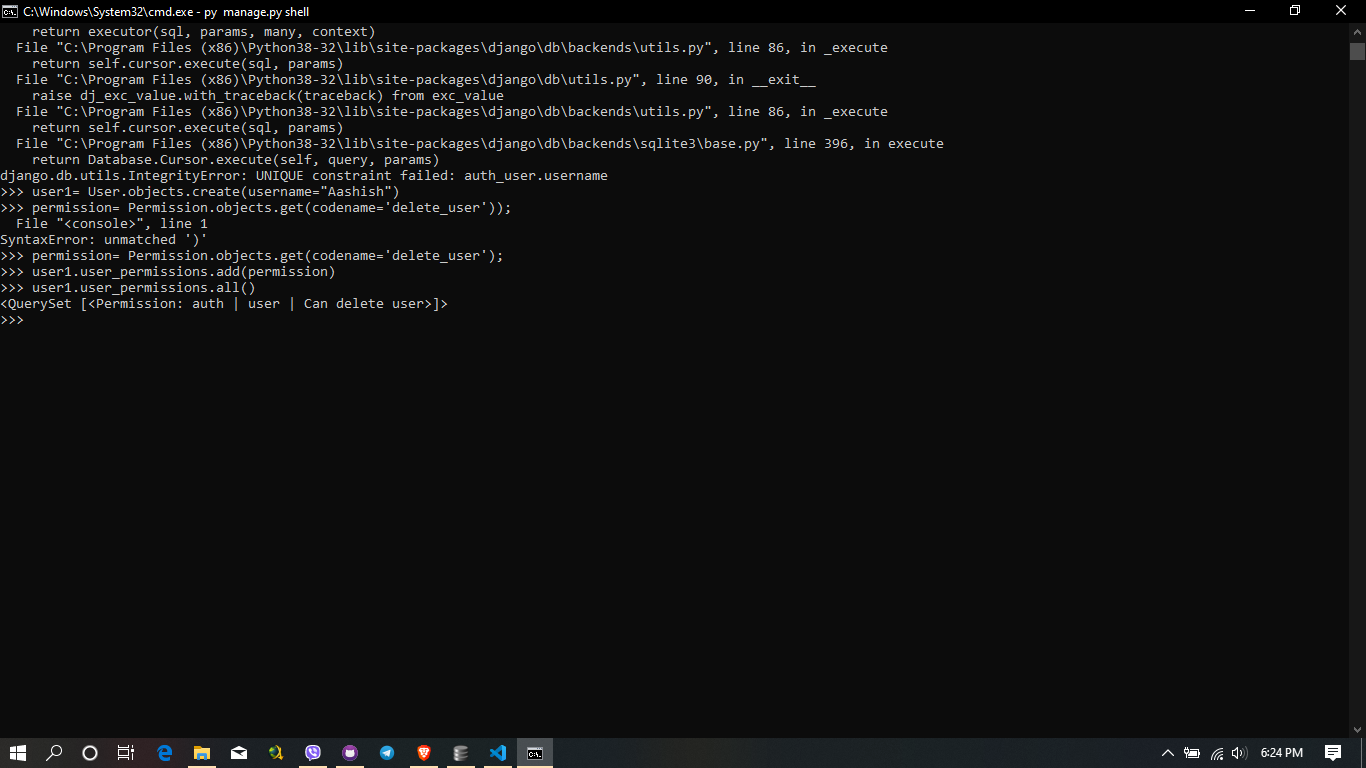 C:\Windows\System32\cmd.exe - py  manage.py shell
    return executor(sql, params, many, context)
  File "C:\Program Files (x86)\Python38-32\lib\site-packages\django\db\backends\utils.py", line 86, in _execute
    return self.cursor.execute(sql, params)
  File "C:\Program Files (x86)\Python38-32\lib\site-packages\django\db\utils.py", line 90, in __exit__
    raise dj_exc_value.with_traceback(traceback) from exc_value
  File "C:\Program Files (x86)\Python38-32\lib\site-packages\django\db\backends\utils.py", line 86, in _execute
    return self.cursor.execute(sql, params)
  File "C:\Program Files (x86)\Python38-32\lib\site-packages\django\db\backends\sqlite3\base.py", line 396, in execute
    return Database.Cursor.execute(self, query, params)
django.db.utils.IntegrityError: UNIQUE constraint failed: auth_user.username
>>> user1= User.objects.create(username="Aashish")
>>> permission= Permission.objects.get(codename='delete_user'));
  File "<console>", line 1
SyntaxError: unmatched ')'
>>> permission= Permission.objects.get(codename='delete_user');
>>> user1.user_permissions.add(permission)
>>> user1.user_permissions.all()
<QuerySet [<Permission: auth | user | Can delete user>]>
>>>
6:24 PM